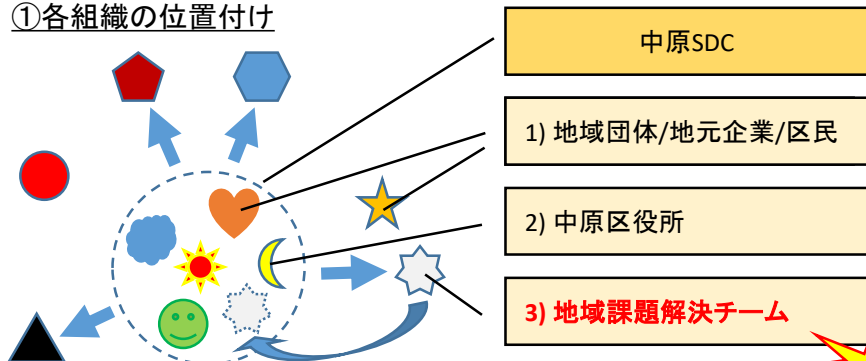 ①各組織の位置付け
中原SDC
1) 地域団体/地元企業/区民
2) 中原区役所
3) 地域課題解決チーム